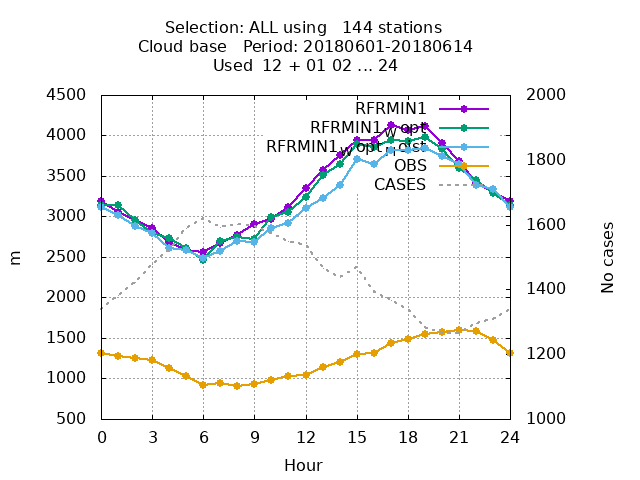 Selection: ALL using   144 stations
Cloud base   Period: 20180601-20180614
Used  12 + 01 02 ... 24
4500
4000
3500
3000
2500
2000
1500
1000
500
2000
1800
1600
1400
1200
1000
m
No cases
RFRMIN1
RFRMIN1wopt
RFRMIN1wopt_dist
OBS
CASES
0 3 6 9 12 15 18 21 24
Hour